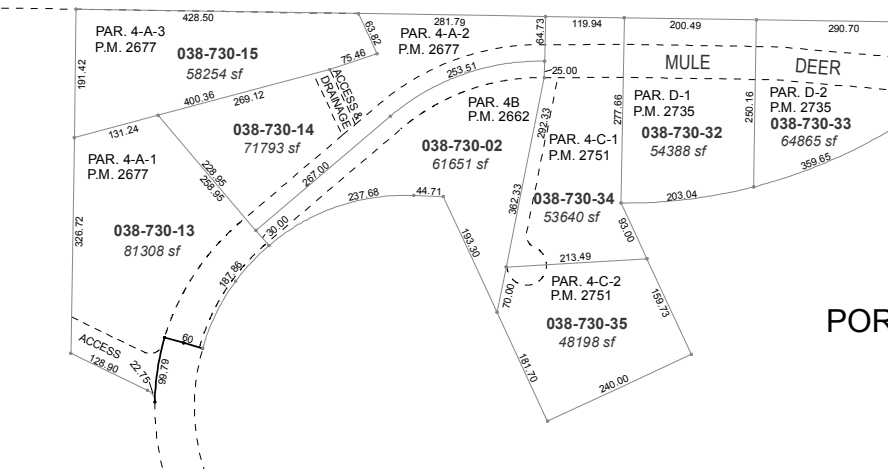 428.50
63.82
281.79
64.73
119.94
200.49
290.70
PAR. 4-A-3
P.M. 2677
038-730-15
58254 sf
PAR. 4-A-2
P.M. 2677
75.46
191.42
400.36
269.12
ACCESS &
DRAINAGE
253.51
25.00
MULE
DEER
131.24
038-730-14
71793 sf
PAR. 4B
P.M. 2662
292.33
277.66
PAR. D-1
P.M. 2735
038-730-32
54388 sf
250.16
PAR. D-2
P.M. 2735
038-730-33
64865 sf
359.65
PAR. 4-A-1
P.M. 2677
228.95
258.95
267.00
038-730-02
61651 sf
PAR. 4-C-1
P.M. 2751
038-730-34
53640 sf
362.33
237.68
44.71
203.04
326.72
038-730-13
81308 sf
30.00
187.86
193.30
93.00
213.49
70.00
PAR. 4-C-2
P.M. 2751
038-730-35
48198 sf
159.73
ACCESS
128.90
22.75
99.79
60
181.70
240.00
POR